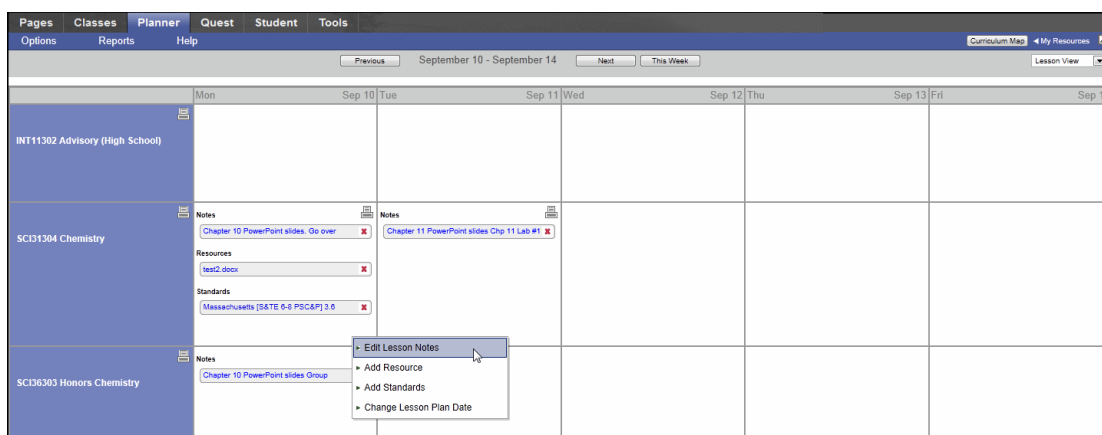 Pages Classes Planner Quest Student Tools
Options Reports Help Curriculum Map My Resources
Previous September 10 - September 14 Next This Week Lesson View
Mon Sep 10 Tue Sep 11 Wed Sep 12 Thu Sep 13 Fri Sep
INT11302 Advisory (High School)
SCI31304 Chemistry
Notes
Chapter 10 PowerPoint slides. Go over
Resources
test2.docx
Standards
Massachusetts [S&TE 6-8 PSC&P] 3.6
Notes
Chapter 11 PowerPoint slides Chp 11 Lab #1
SCI36303 Honors Chemistry
Notes
Chapter 10 PowerPoint slides Group
Edit Lesson Notes
Add Resource
Add Standards
Change Lesson Plan Date